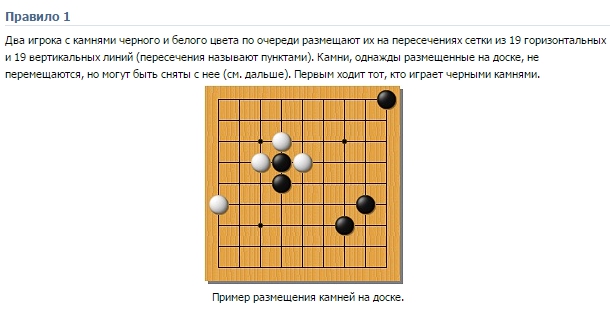 Правило 1
Два игрока с камнями черного и белого цвета по очереди размещают их на пересечениях сетки из 19 горизонтальных
и 19 вертикальных линий (пересечения называют пунктами). Камни, однажды размещенные на доске, не
перемещаются, но могут быть сняты с нее (см. дальше). Первым ходит тот, кто играет черными камнями.
Пример размещения камней на доске.